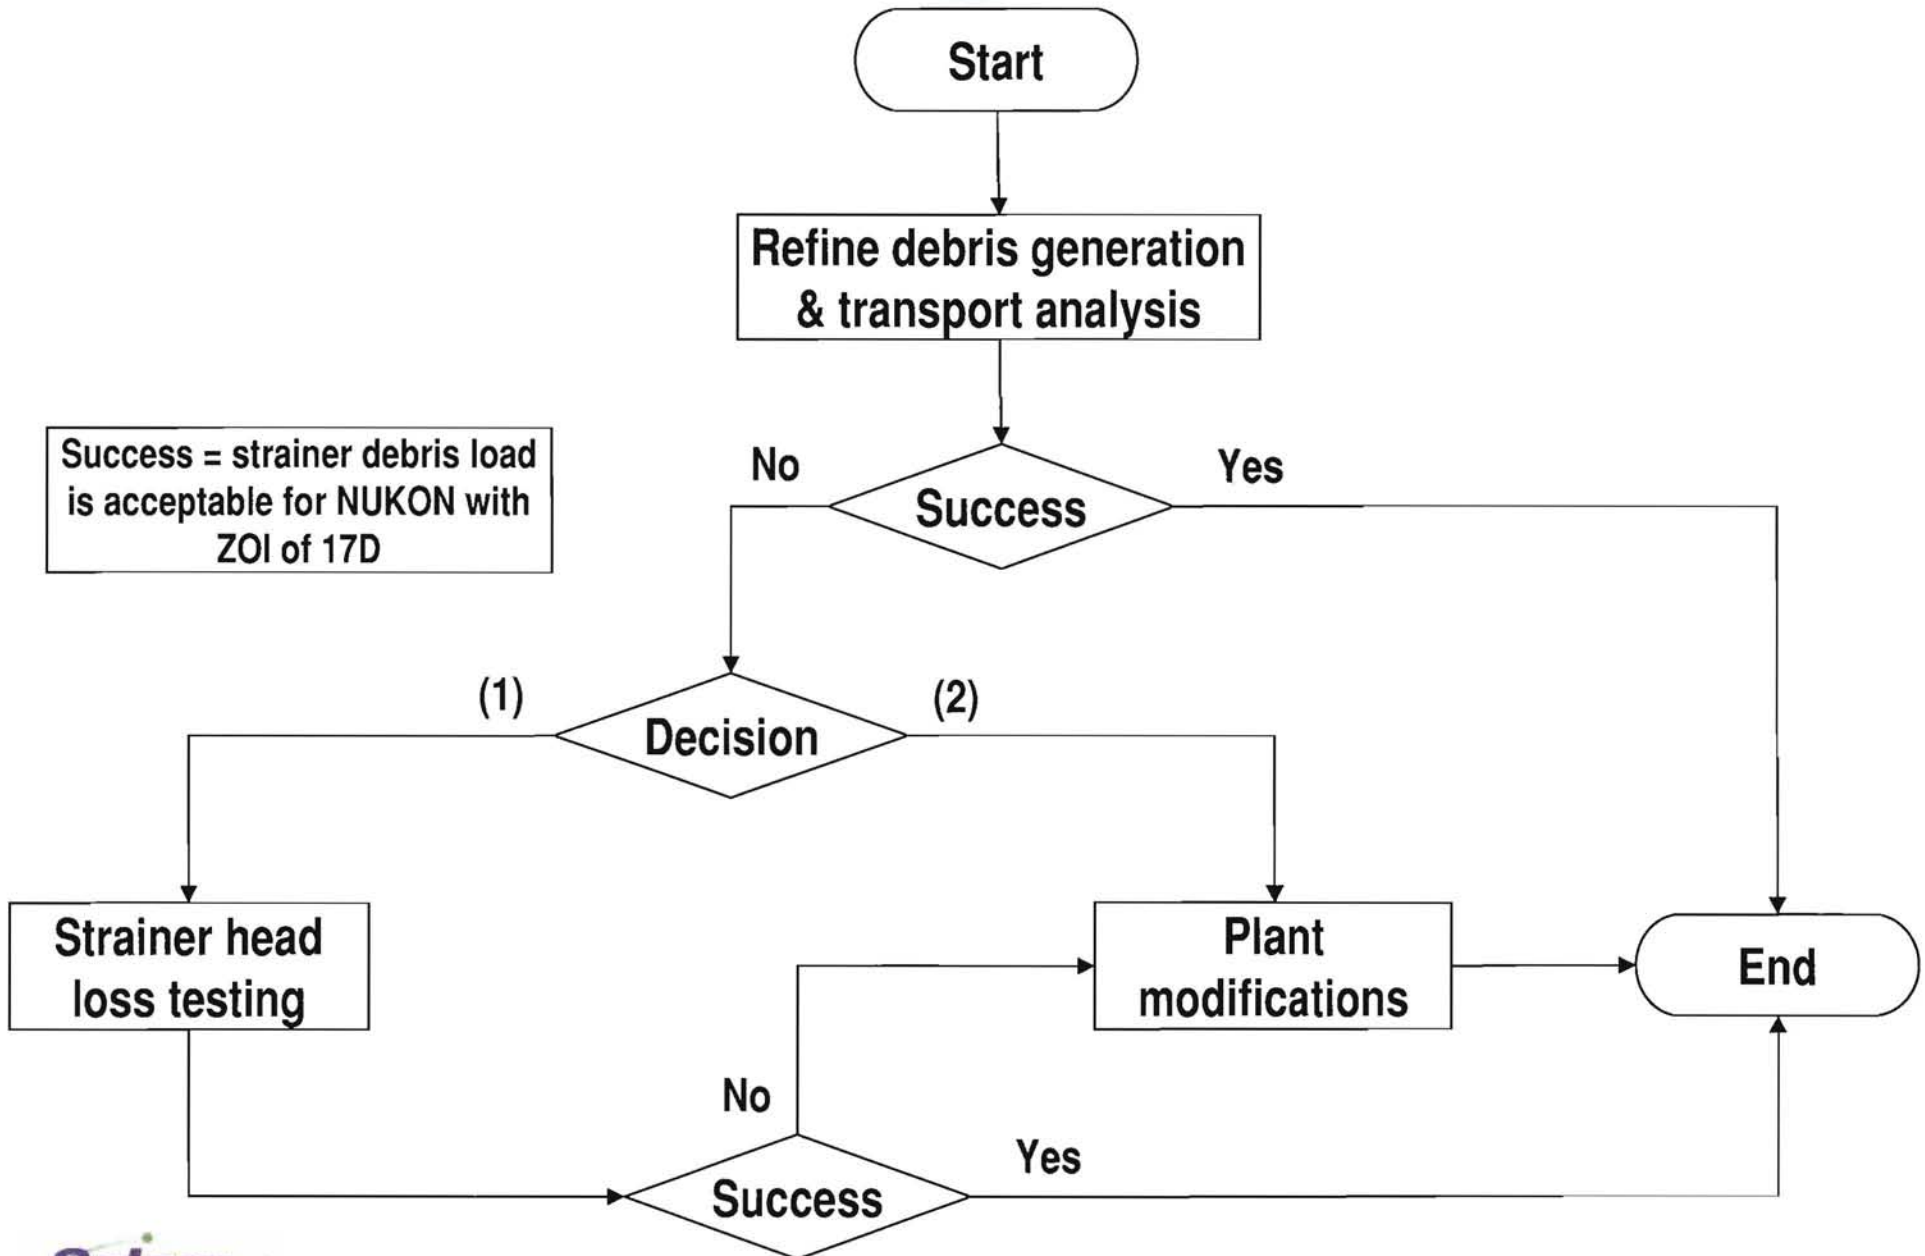 Start
Refine debris generation
& transport analysis
Success = strainer debris load
is acceptable for NUKON with
ZOI of 17D
No
Yes
Success
(1)
(2)
Decision
Strainer head
loss testing
Plant
modifications
End
No
Yes
Success